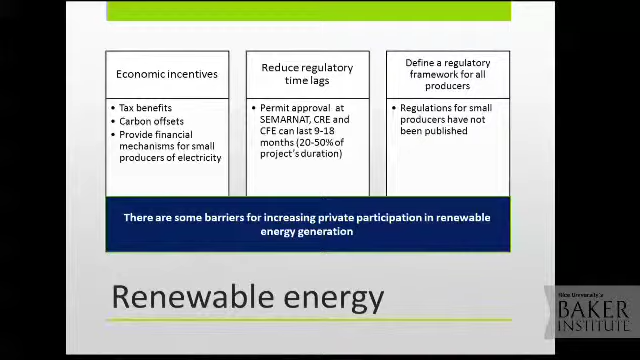 Economic incentives
• Tax benefits
• Carbon offsets
• Provide financial
mechanisms for small
producers of electricity
Reduce regulatory
time lags
• Permit approval at
SEMARNAT, CRE and
CFE can last 9-18
months (20-50% of
project's duration)
Define a regulatory
framework for all
producers
• Regulations for small
producers have not
been published
There are some barriers for increasing private participation in renewable
energy generation
Renewable energy
Rice University's
BAKER
INSTITUTE